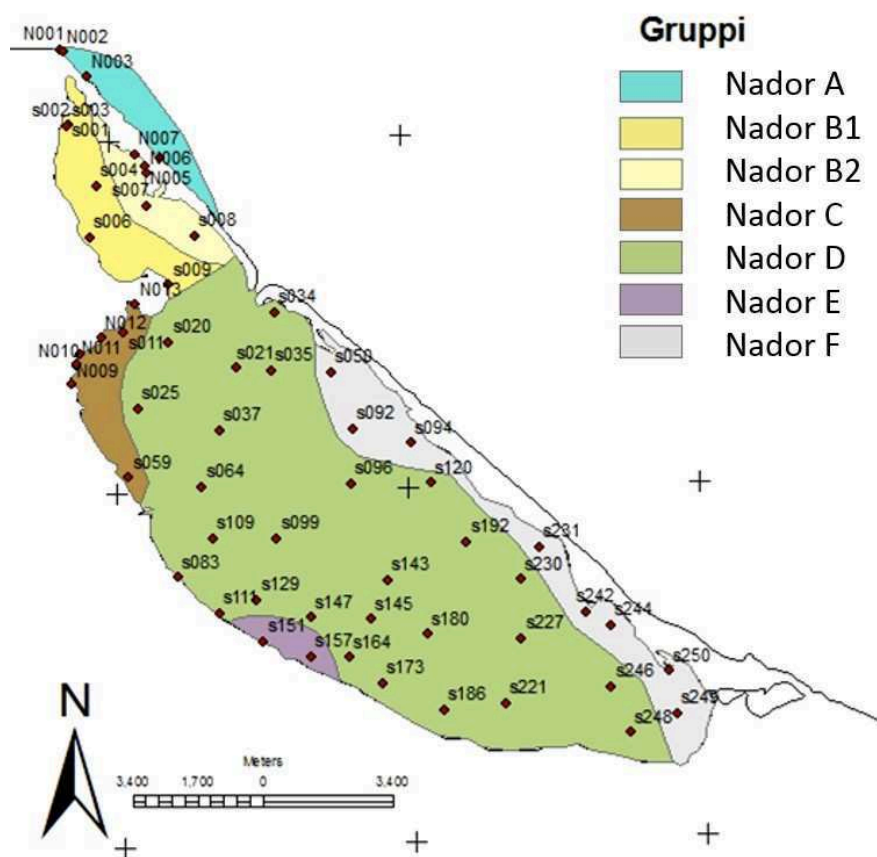 Gruppi
Nador A
Nador B1
Nador B2
Nador C
Nador D
Nador E
Nador F
N001
N002
N003
s002
s003
s001
N007
N006
N005
s004
s007
s006
s008
s009
N013
s034
N012
s020
N010
N011
s011
s021
s035
s050
N009
s025
s037
s092
s094
s059
s064
s096
s120
s109
s099
s192
s231
s083
s143
s230
s129
s111
s147
s145
s242
s244
s151
s180
s227
s157
s164
s250
s173
s246
s186
s221
s248
s249
N
Meters
3,400 1,700 0 3,400